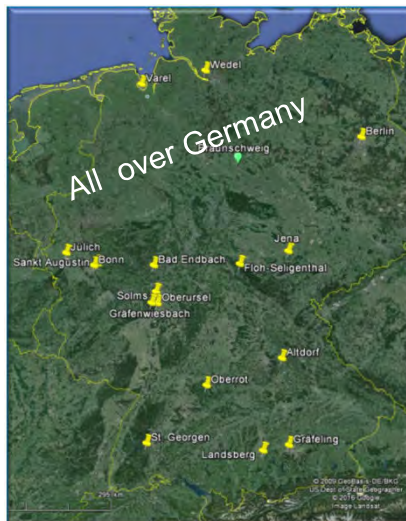 Wedel
Varel
All over Germany
Berlin
Braunschweig
Jülich
Jena
Sankt Augustin
Bonn
Bad Endbach
Floh-Seligenthal
Solms
Oberursel
Gräfenwiesbach
Altdorf
Oberrot
St. Georgen
Gräfeling
Landsberg
© 2009 GeoBasis-DE/BKG
US Dept of State Geographer
© 2016 Google
Image Landsat
295 km